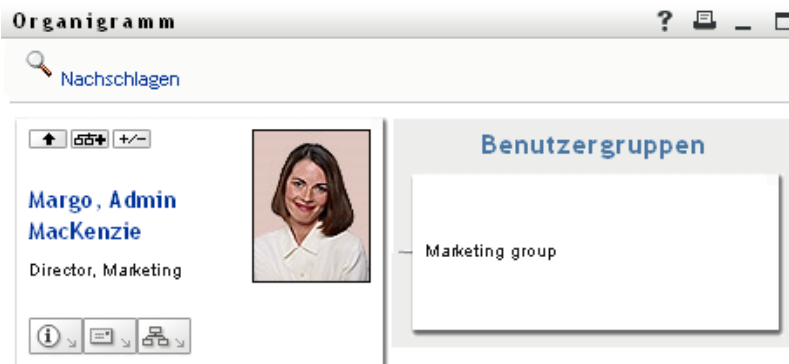 Organigramm
?
Nachschlagen
+/-
Benutzergruppen
Margo, Admin
MacKenzie
Director, Marketing
Marketing group